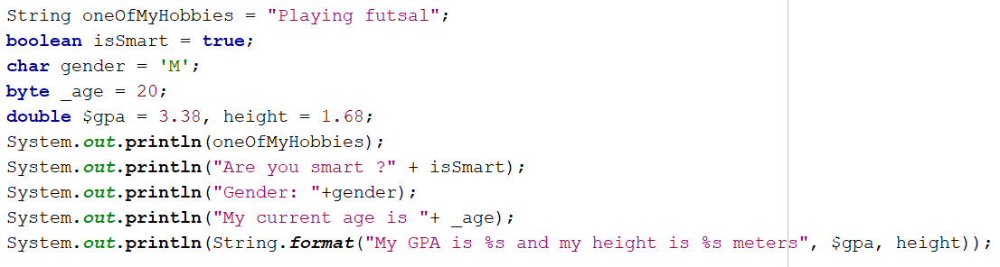 String oneOfMyHobbies = "Playing futsal";
boolean isSmart = true;
char gender = 'M';
byte _age = 20;
double $gpa = 3.38, height = 1.68;
System.out.println(oneOfMyHobbies);
System.out.println("Are you smart ?" + isSmart);
System.out.println("Gender: "+gender);
System.out.println("My current age is "+ _age);
System.out.println(String.format("My GPA is %s and my height is %s meters", $gpa, height));